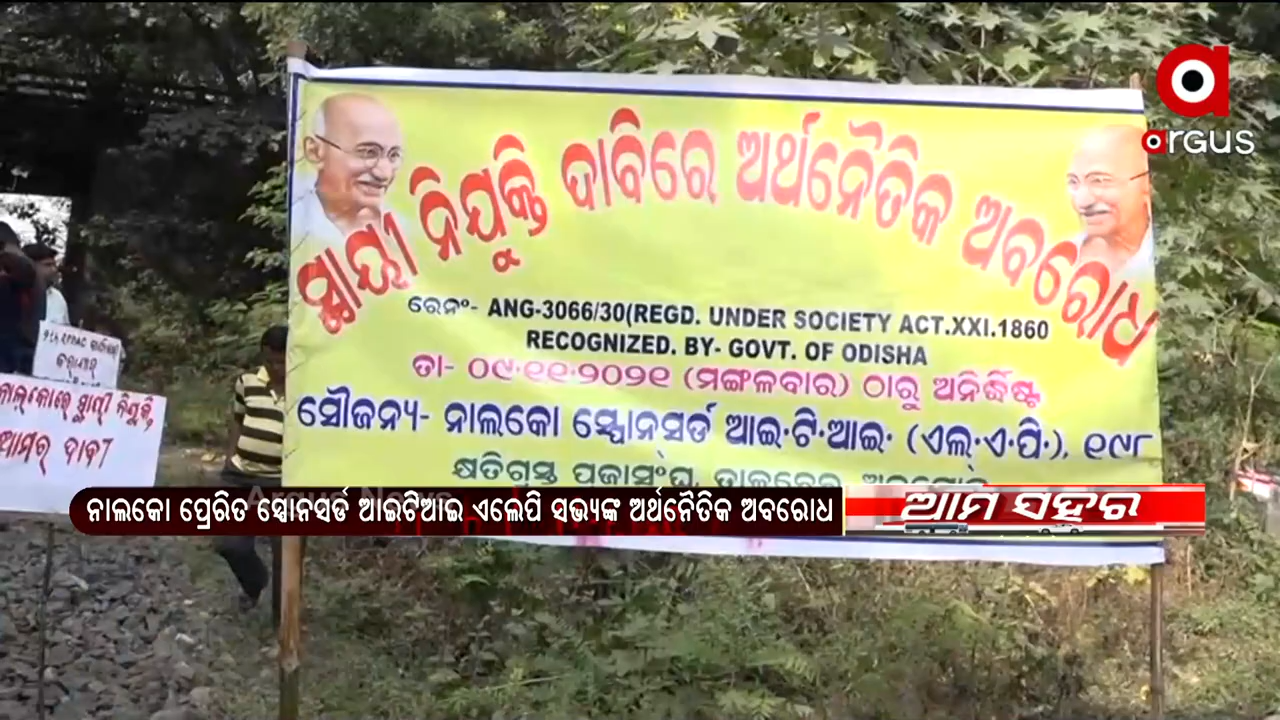 argus
ସ୍ଥାୟୀ ନିଯୁକ୍ତି ଦାବିରେ ଅର୍ଥନୈତିକ ଅବରୋଧ
ରେନଂ- ANG-3066/30(REGD. UNDER SOCIETY ACT.XXI.1860
RECOGNIZED. BY- GOVT. OF ODISHA
ତା- ୦୯·୧୧·୨୦୨୧ (ମଙ୍ଗଳବାର) ଠାରୁ ଅନିର୍ଦ୍ଧିଷ୍ଟ
ସୌଜନ୍ୟ- ନାଲକୋ ସ୍ପୋନ୍‌ସର୍ଡ ଆଇ·ଟି·ଆଇ· (ଏଲ୍·ଏ·ପି·), ୧୯୮
କ୍ଷତିଗ୍ରସ୍ତ ପ୍ରଜାସଂଘ,
ନାଲ୍‌କୋରେ ସ୍ଥାୟୀ ନିଯୁକ୍ତି
ଆମର୍ ଦାବୀ
ନାଲକୋ ପ୍ରେରିତ ସ୍ପୋନସର୍ଡ ଆଇଟିଆଇ ଏଲେପି ସଭ୍ୟଙ୍କ ଅର୍ଥନୈତିକ ଅବରୋଧ
ଆମ ସହର